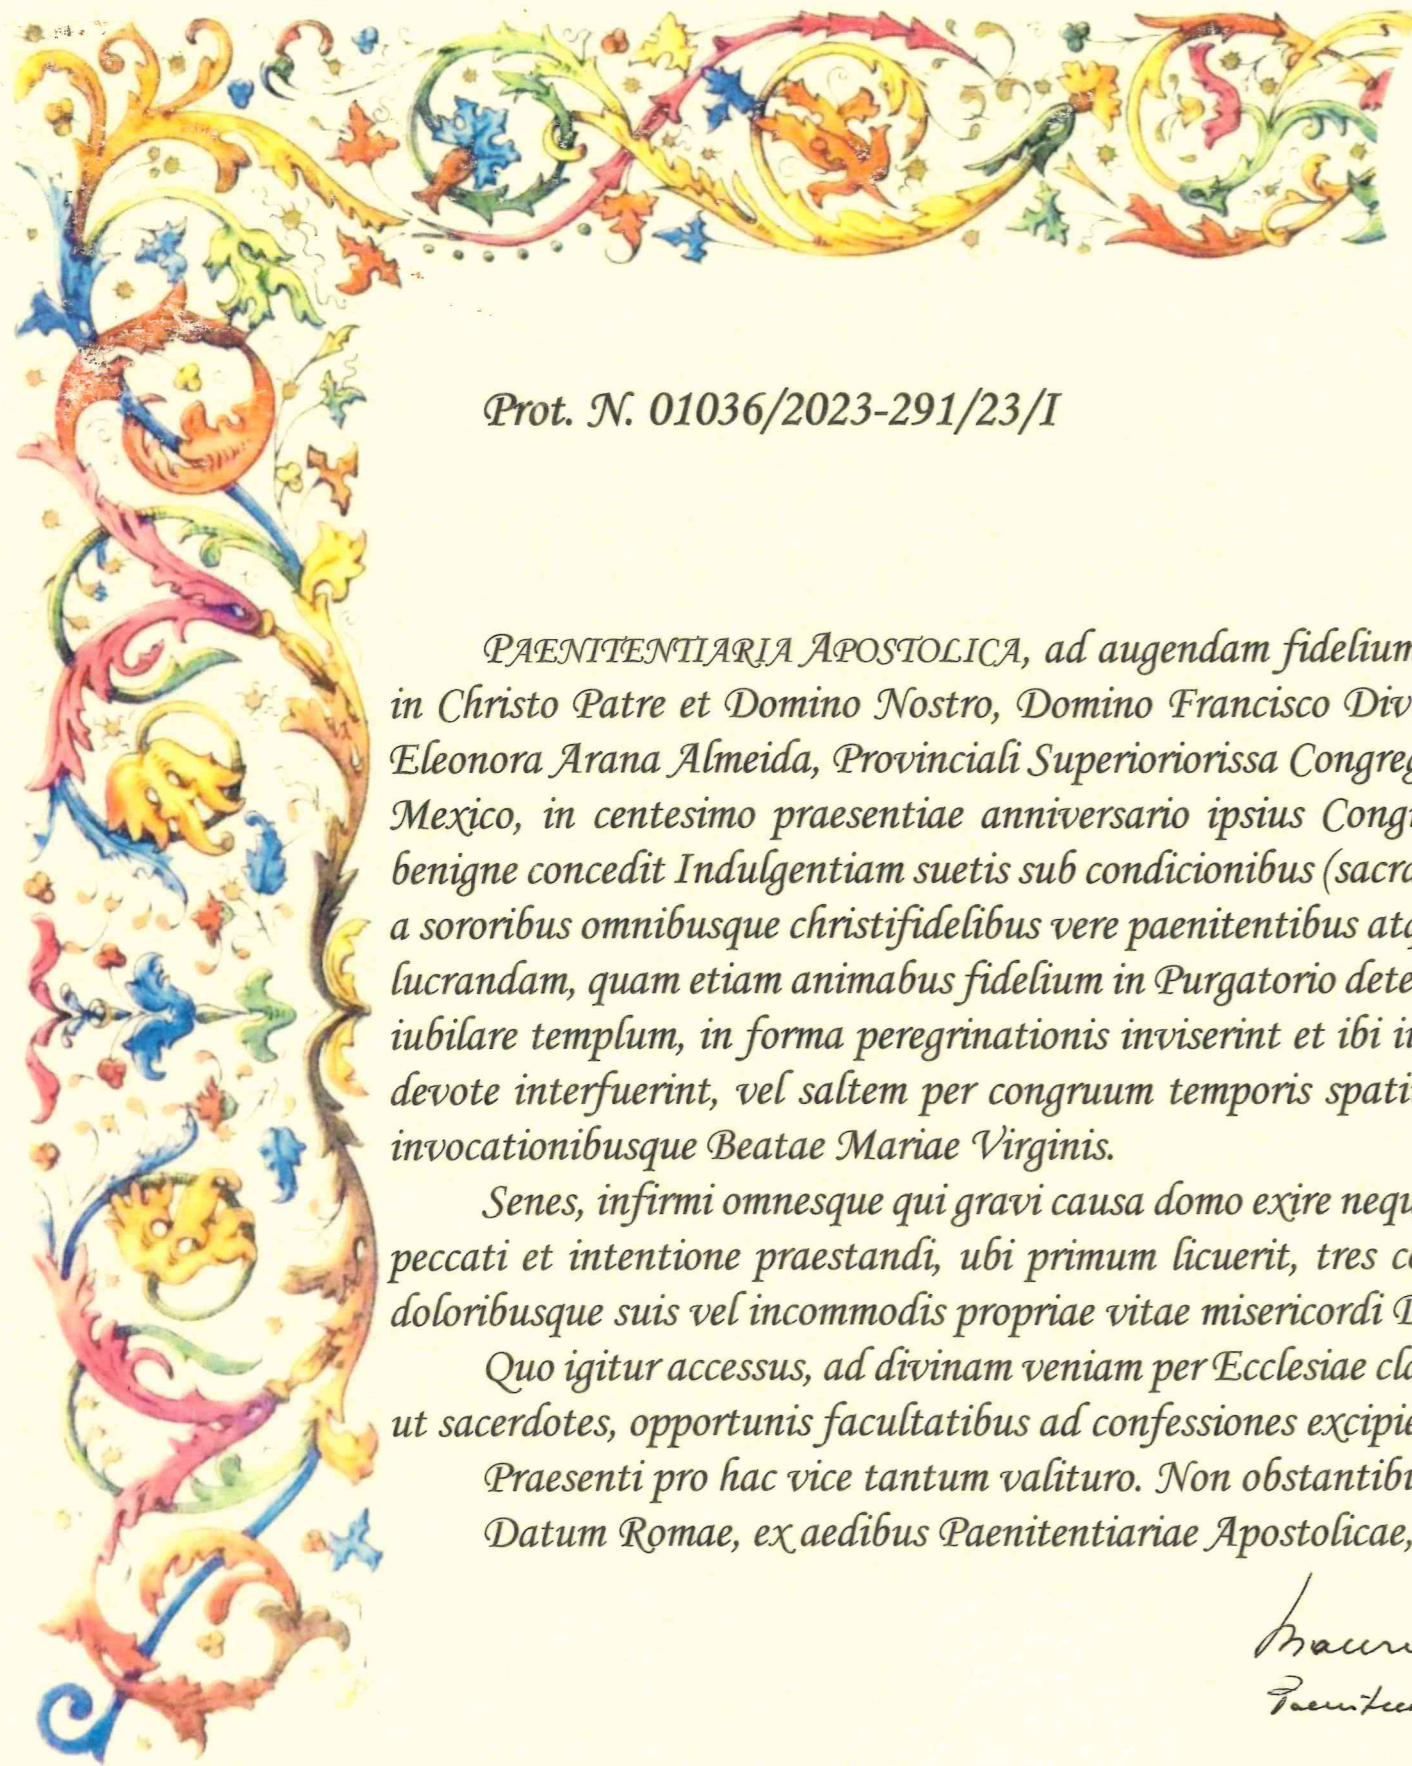 Prot. N. 01036/2023-291/23/I
PAENITENTIARIA APOSTOLICA, ad augendam fidelium
in Christo Patre et Domino Nostro, Domino Francisco Div
Eleonora Arana Almeida, Provinciali Superioriorissa Congreg
Mexico, in centesimo praesentiae anniversario ipsius Congr
benigne concedit Indulgentiam suetis sub condicionibus (sacra
a sororibus omnibusque christifidelibus vere paenitentibus atq
lucrandam, quam etiam animabus fidelium in Purgatorio dete
iubilare templum, in forma peregrinationis inviserint et ibi
devote interfuerint, vel saltem per congruum temporis spati
invocationibusque Beatae Mariae Virginis.
Senes, infirmi omnesque qui gravi causa domo exire nequ
peccati et intentione praestandi, ubi primum licuerit, tres co
doloribusque suis vel incommodis propriae vitae misericordi D
Quo igitur accessus, ad divinam veniam per Ecclesiae cla
ut sacerdotes, opportunis facultatibus ad confessiones excipie
Praesenti pro hac vice tantum valituro. Non obstantibu
Datum Romae, ex aedibus Paenitentiariae Apostolicae,